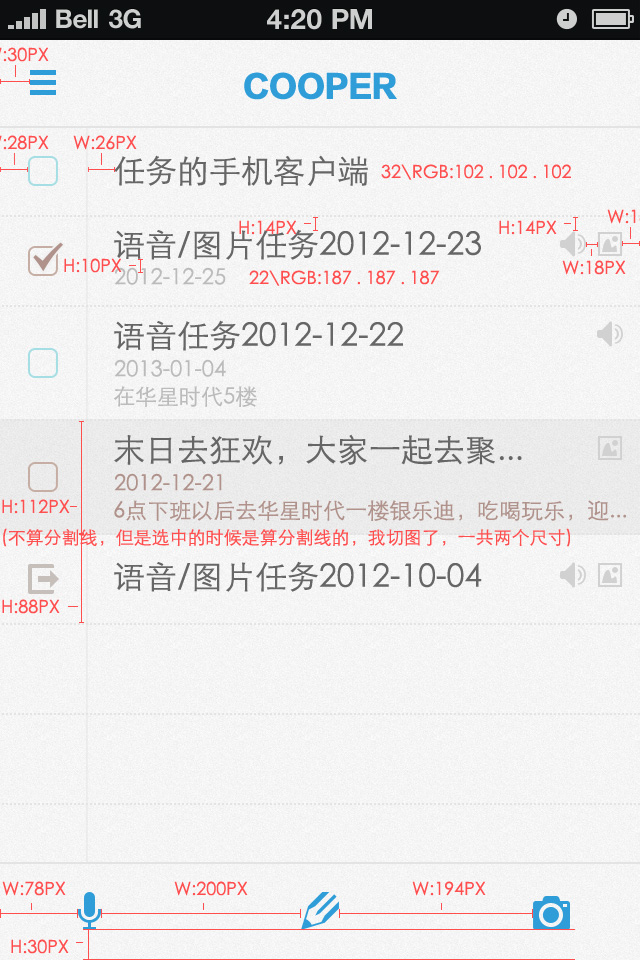 Bell 3G 4:20 PM
:30PX
COOPER
:28PX W:26PX
任务的手机客户端 32\RGB:102 . 102 . 102
H:14PX H:14PX W:1
语音/图片任务2012-12-23
H:10PX W:18PX
2012-12-25 22\RGB:187 . 187 . 187
语音任务2012-12-22
2013-01-04
在华星时代5楼
末日去狂欢，大家一起去聚...
2012-12-21
H:112PX 6点下班以后去华星时代一楼银乐迪，吃喝玩乐，迎...
(不算分割线，但是选中的时候是算分割线的，我切图了，一共两个尺寸)
语音/图片任务2012-10-04
H:88PX
W:78PX W:200PX W:194PX
H:30PX